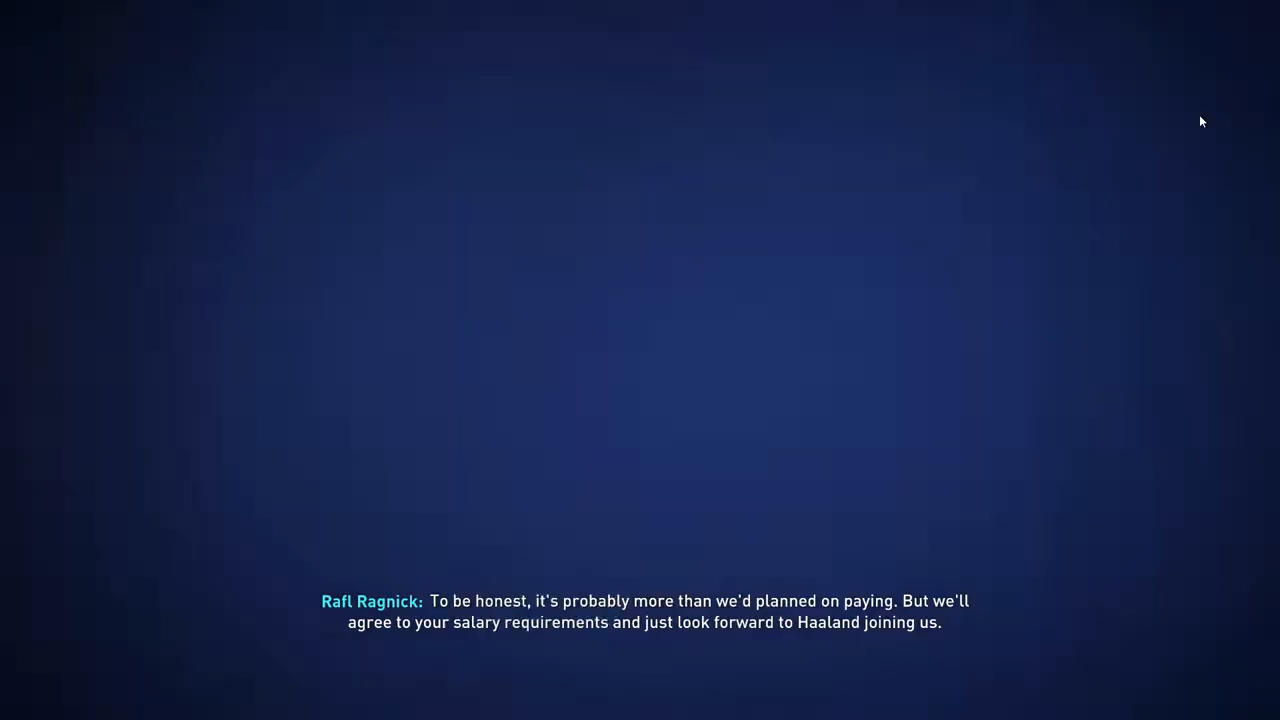 Rafl Ragnick: To be honest, it's probably more than we'd planned on paying. But we'll
agree to your salary requirements and just look forward to Haaland joining us.